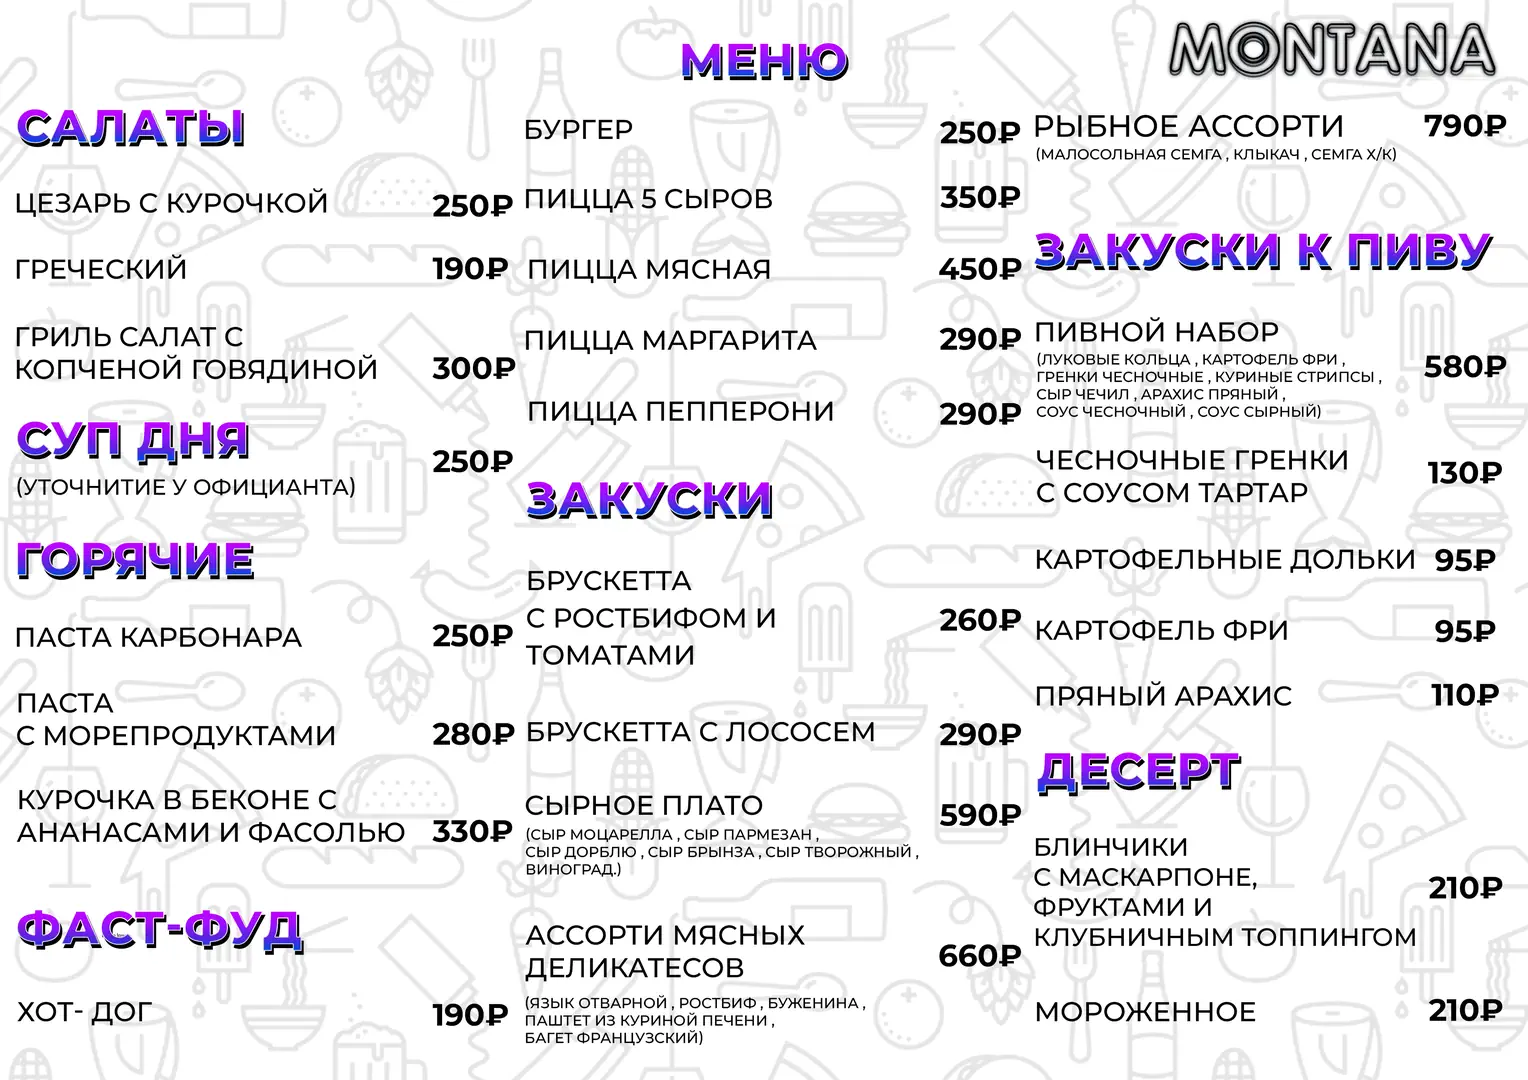 МЕНЮ
MONTANA
САЛАТЫ
ЦЕЗАРЬ С КУРОЧКОЙ 250₽
ГРЕЧЕСКИЙ 190₽
ГРИЛЬ САЛАТ С
КОПЧЕНОЙ ГОВЯДИНОЙ 300₽
СУП ДНЯ
250₽
(УТОЧНИТИЕ У ОФИЦИАНТА)
ГОРЯЧИЕ
ПАСТА КАРБОНАРА 250₽
ПАСТА
С МОРЕПРОДУКТАМИ 280₽
КУРОЧКА В БЕКОНЕ С
АНАНАСАМИ И ФАСОЛЬЮ 330₽
ФАСТ-ФУД
ХОТ- ДОГ 190₽
БУРГЕР 250₽
ПИЦЦА 5 СЫРОВ 350₽
ПИЦЦА МЯСНАЯ 450₽
ПИЦЦА МАРГАРИТА 290₽
ПИЦЦА ПЕППЕРОНИ 290₽
ЗАКУСКИ
БРУСКЕТТА
С РОСТБИФОМ И 260₽
ТОМАТАМИ
БРУСКЕТТА С ЛОСОСЕМ 290₽
СЫРНОЕ ПЛАТО 590₽
(СЫР МОЦАРЕЛЛА , СЫР ПАРМЕЗАН ,
СЫР ДОРБЛЮ , СЫР БРЫНЗА , СЫР ТВОРОЖНЫЙ ,
ВИНОГРАД.)
АССОРТИ МЯСНЫХ
ДЕЛИКАТЕСОВ 660₽
(ЯЗЫК ОТВАРНОЙ , РОСТБИФ , БУЖЕНИНА ,
ПАШТЕТ ИЗ КУРИНОЙ ПЕЧЕНИ ,
БАГЕТ ФРАНЦУЗСКИЙ)
РЫБНОЕ АССОРТИ 790₽
(МАЛОСОЛЬНАЯ СЕМГА , КЛЫКАЧ , СЕМГА Х/К)
ЗАКУСКИ К ПИВУ
ПИВНОЙ НАБОР
(ЛУКОВЫЕ КОЛЬЦА , КАРТОФЕЛЬ ФРИ ,
ГРЕНКИ ЧЕСНОЧНЫЕ , КУРИНЫЕ СТРИПСЫ , 580₽
СЫР ЧЕЧИЛ , АРАХИС ПРЯНЫЙ ,
СОУС ЧЕСНОЧНЫЙ , СОУС СЫРНЫЙ)
ЧЕСНОЧНЫЕ ГРЕНКИ 130₽
С СОУСОМ ТАРТАР
КАРТОФЕЛЬНЫЕ ДОЛЬКИ 95₽
КАРТОФЕЛЬ ФРИ 95₽
ПРЯНЫЙ АРАХИС 110₽
ДЕСЕРТ
БЛИНЧИКИ
С МАСКАРПОНЕ, 210₽
ФРУКТАМИ И
КЛУБНИЧНЫМ ТОППИНГОМ
МОРОЖЕННОЕ 210₽